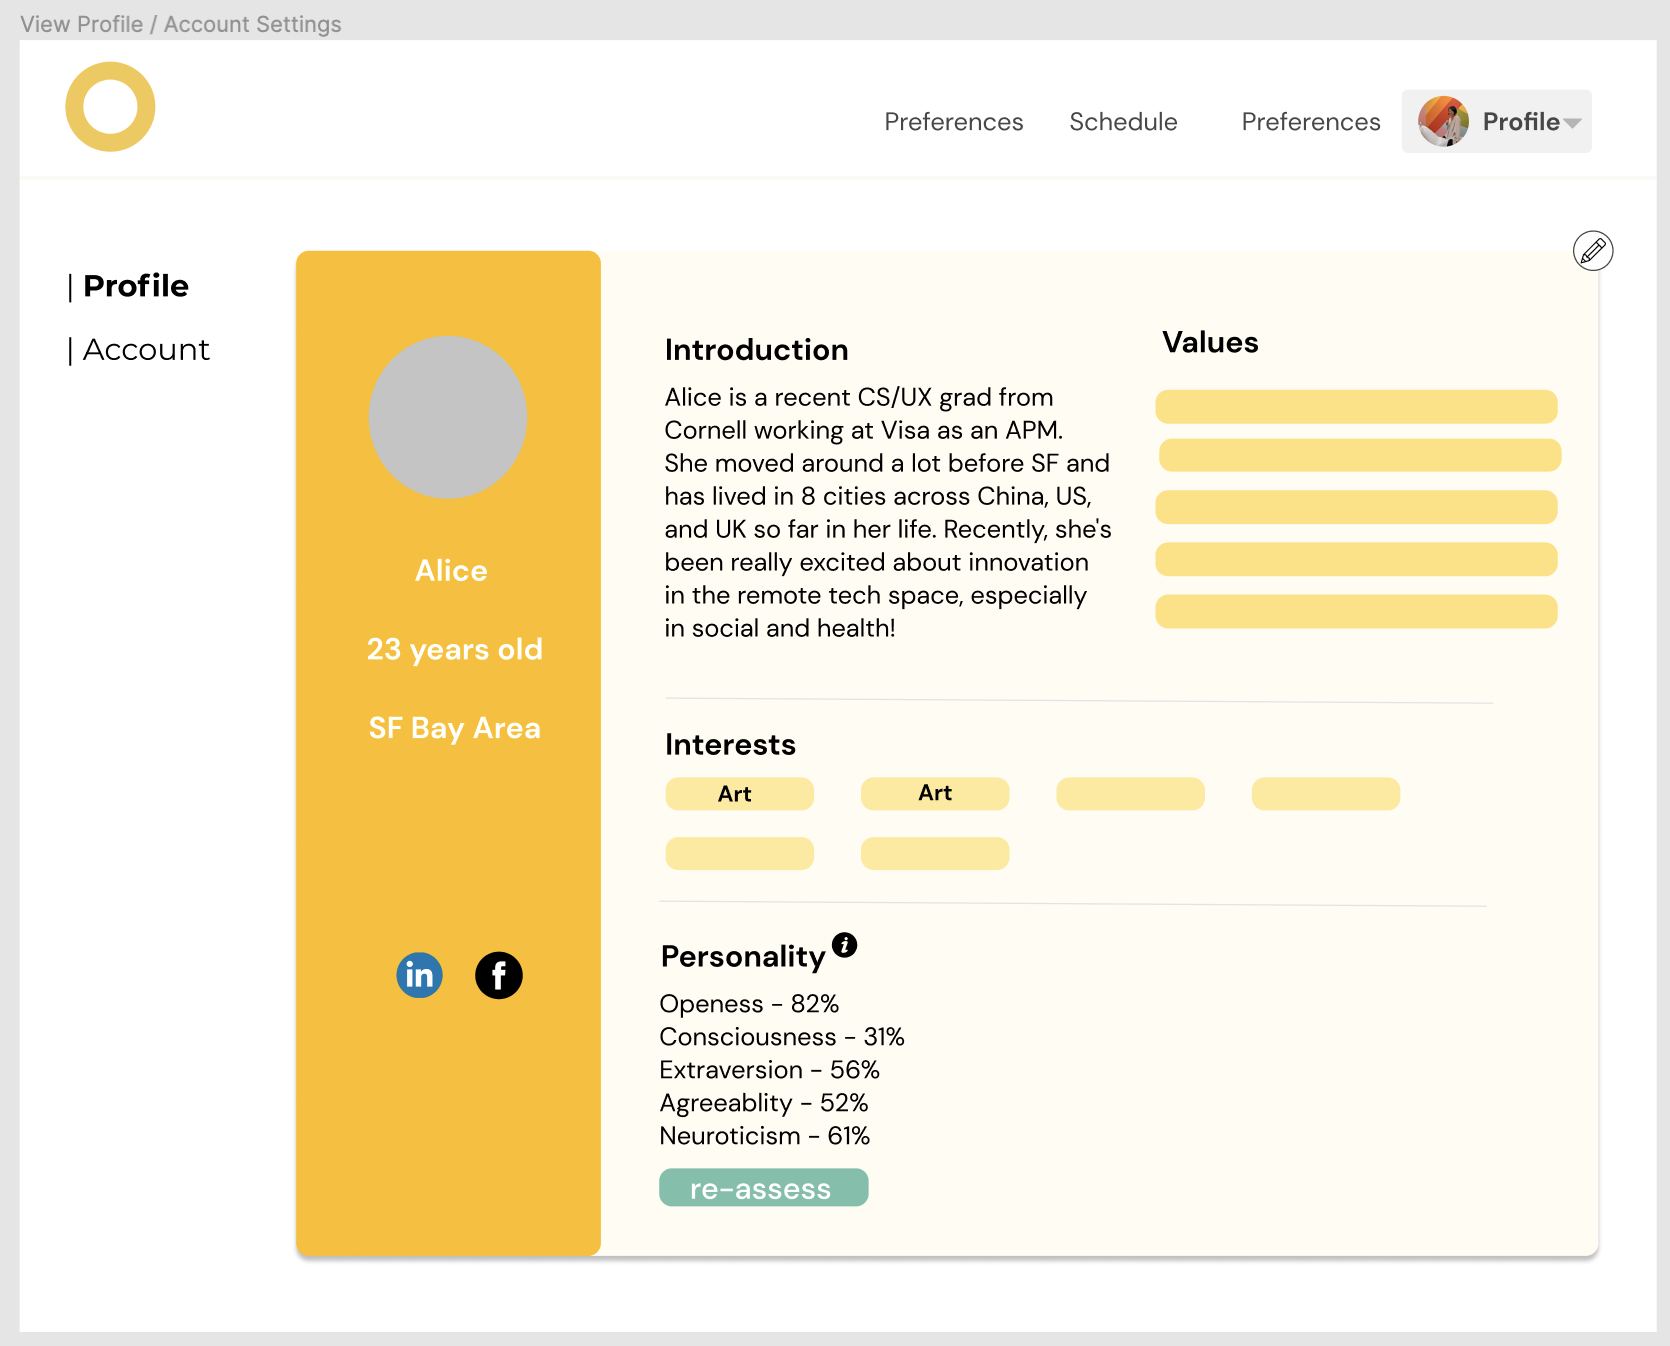 View Profile / Account Settings
Preferences
Schedule
Preferences
Profile
| Profile
| Account
Alice
23 years old
SF Bay Area
in
f
Introduction
Alice is a recent CS/UX grad from
Cornell working at Visa as an APM.
She moved around a lot before SF and
has lived in 8 cities across China, US,
and UK so far in her life. Recently, she's
been really excited about innovation
in the remote tech space, especially
in social and health!
Values
Interests
Art
Art
Personality
i
Openess - 82%
Consciousness - 31%
Extraversion - 56%
Agreeablity - 52%
Neuroticism - 61%
re-assess